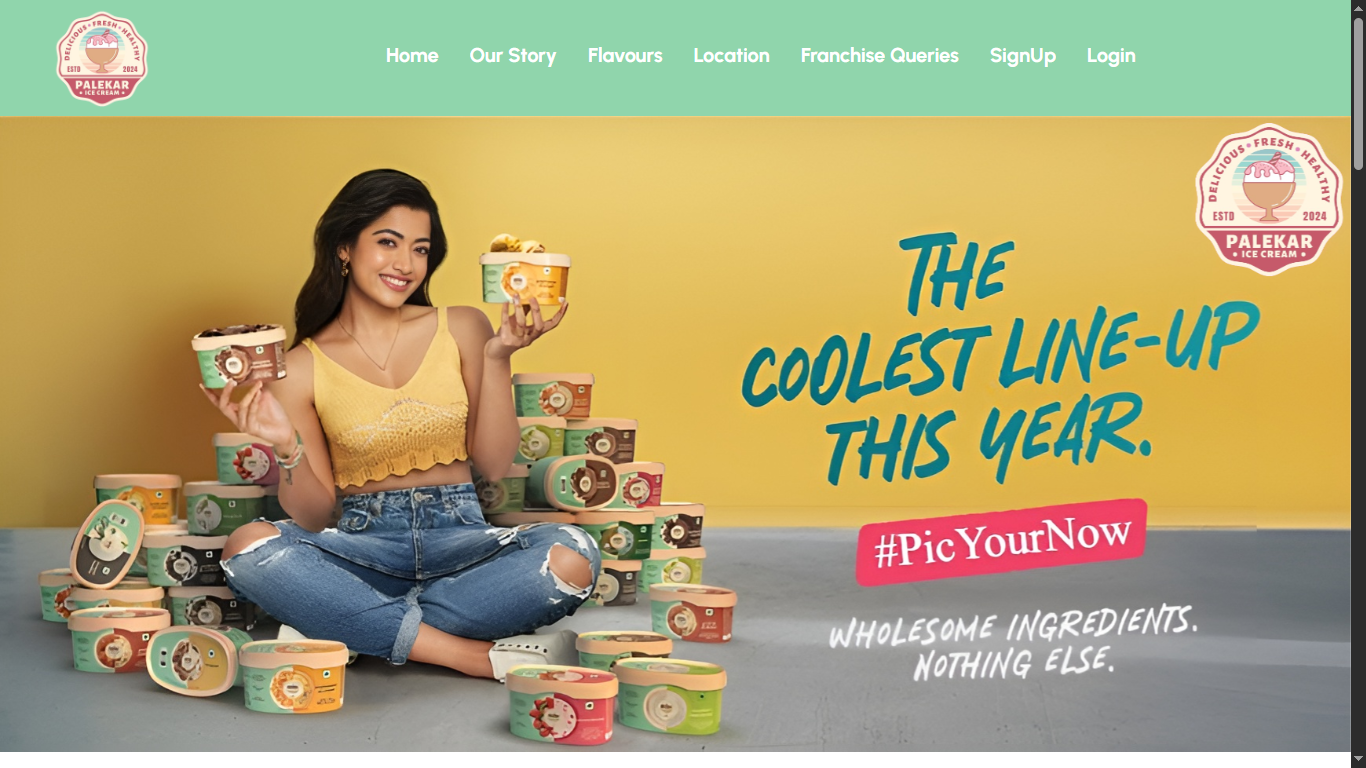 DELICIOUS • FRESH • HEALTHY
ESTD 2024
PALEKAR
• ICE CREAM •
Home Our Story Flavours Location Franchise Queries SignUp Login
DELICIOUS • FRESH • HEALTHY
ESTD 2024
PALEKAR
• ICE CREAM •
THE
COOLEST LINE-UP
THIS YEAR.
#PicYourNow
WHOLESOME INGREDIENTS.
NOTHING ELSE.